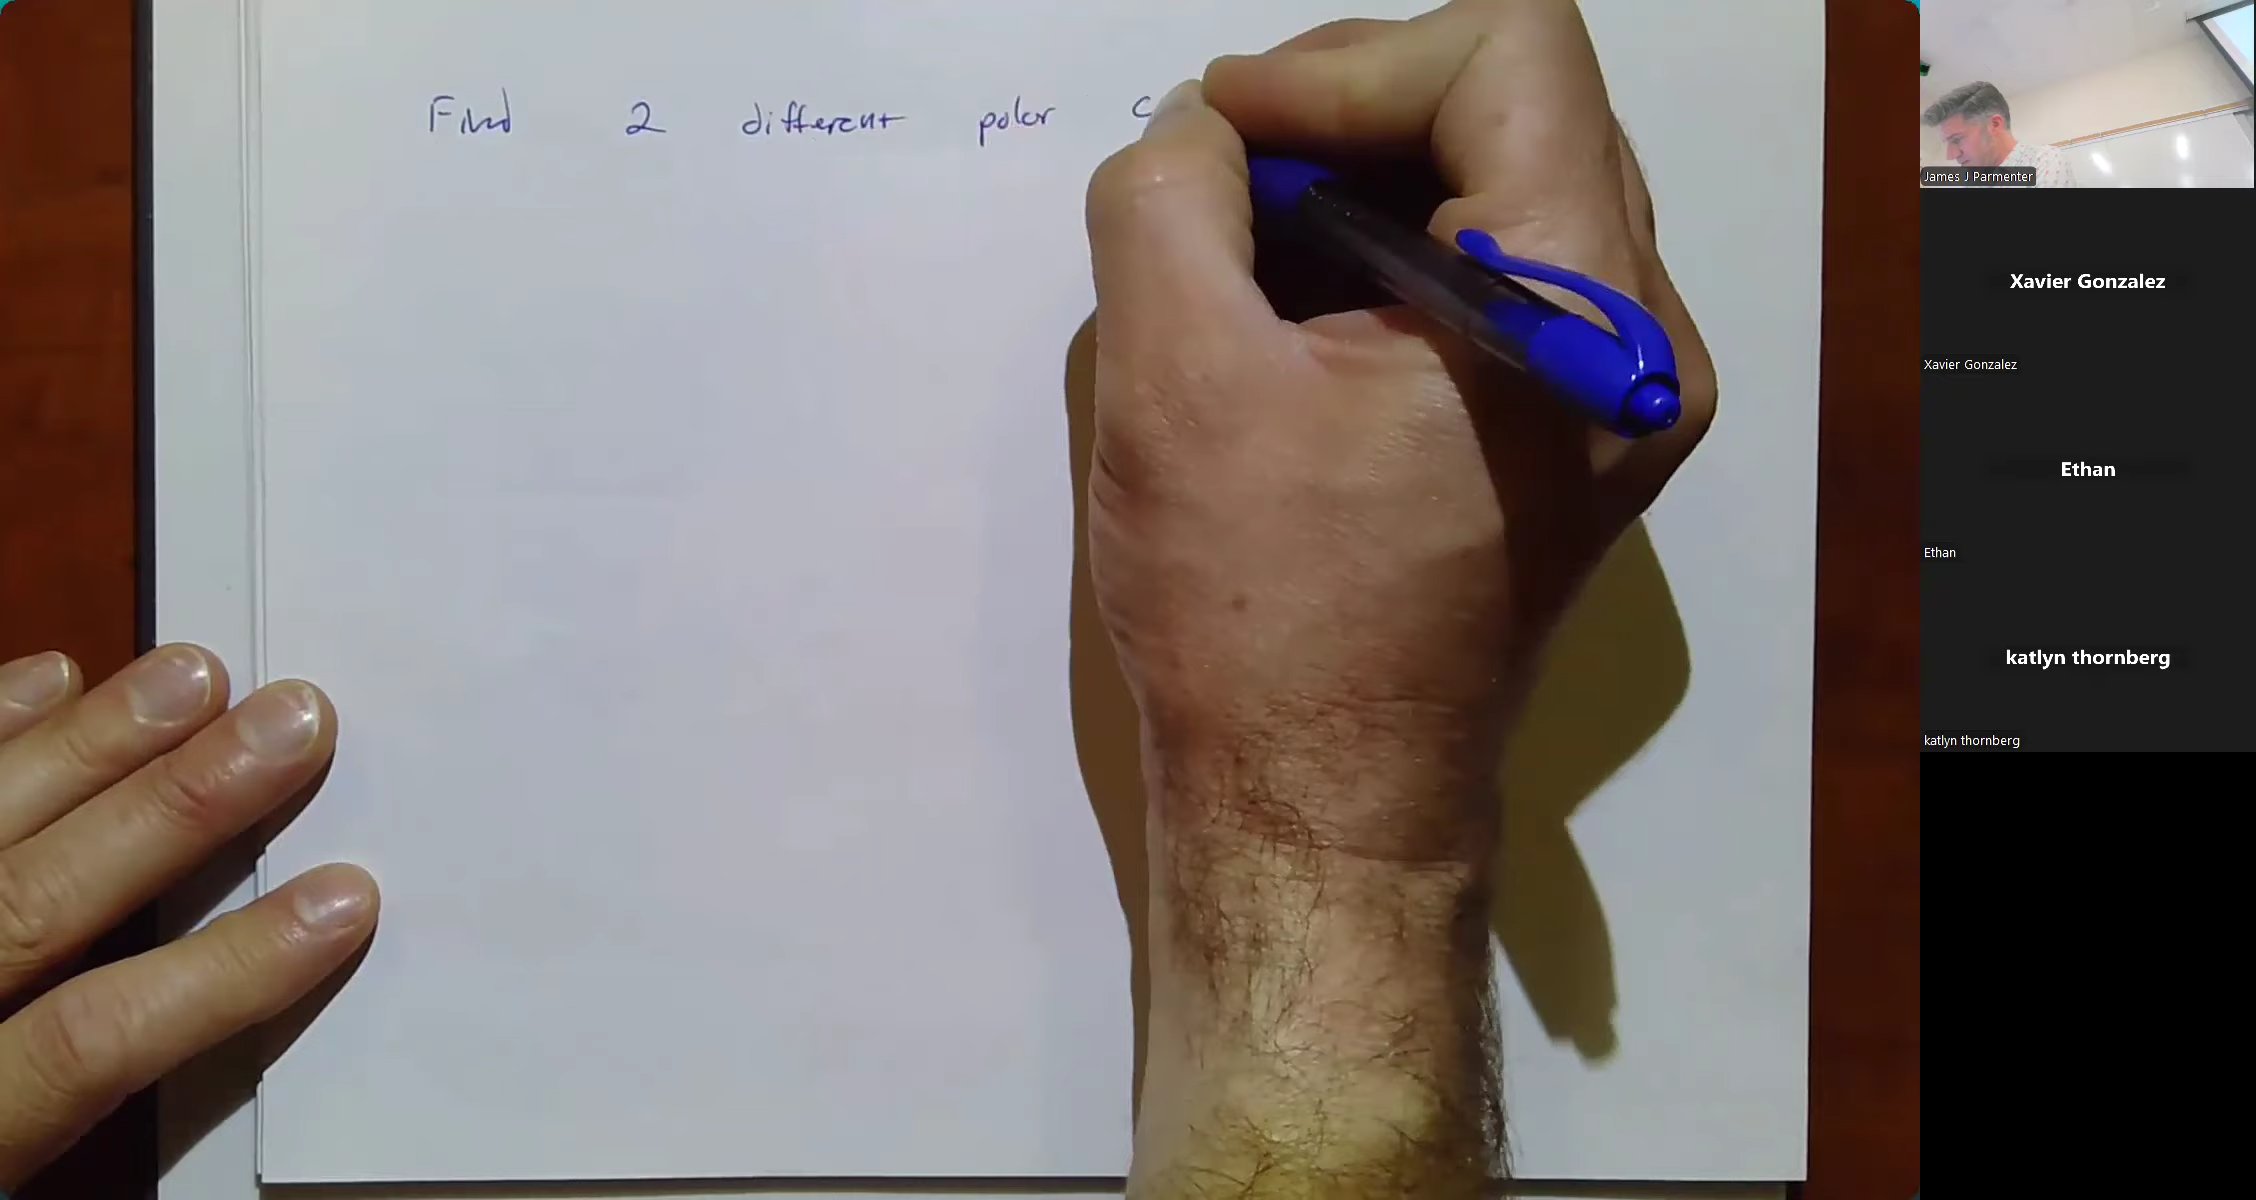 Find 2 different polar c
James J Parmenter
Xavier Gonzalez
Xavier Gonzalez
Ethan
Ethan
katlyn thornberg
katlyn thornberg